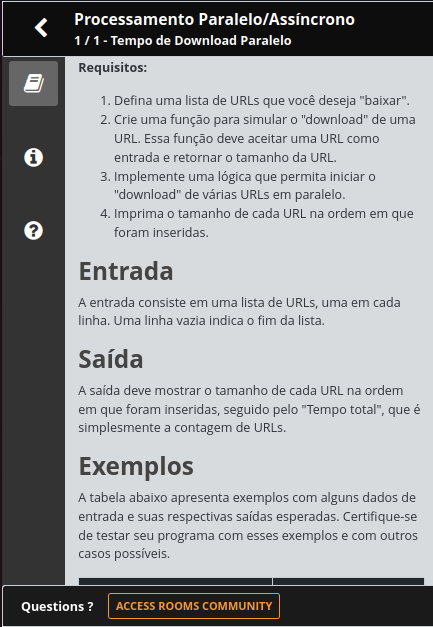 Processamento Paralelo/Assíncrono
1 / 1 - Tempo de Download Paralelo
Requisitos:
1. Defina uma lista de URLs que você deseja "baixar".
2. Crie uma função para simular o "download" de uma
URL. Essa função deve aceitar uma URL como
entrada e retornar o tamanho da URL.
3. Implemente uma lógica que permita iniciar o
"download" de várias URLs em paralelo.
4. Imprima o tamanho de cada URL na ordem em que
foram inseridas.
Entrada
A entrada consiste em uma lista de URLs, uma em cada
linha. Uma linha vazia indica o fim da lista.
Saída
A saída deve mostrar o tamanho de cada URL na ordem
em que foram inseridas, seguido pelo "Tempo total", que é
simplesmente a contagem de URLs.
Exemplos
A tabela abaixo apresenta exemplos com alguns dados de
entrada e suas respectivas saídas esperadas. Certifique-se
de testar seu programa com esses exemplos e com outros
casos possíveis.
Questions ? ACCESS ROOMS COMMUNITY